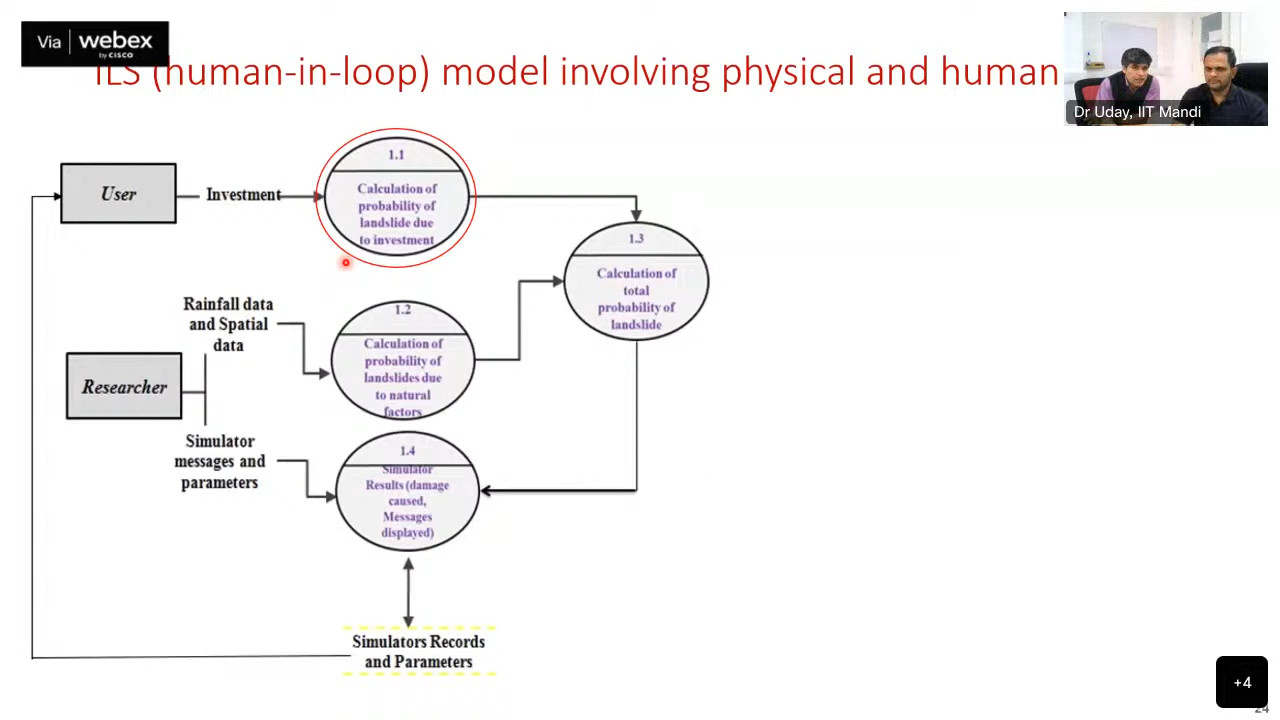 Via webex
by CISCO
ILS (human-in-loop) model involving physical and human
Dr Uday, IIT Mandi
User
Investment
1.1
Calculation of
probability of
landslide due
to investment
1.3
Calculation of
total
probability of
landslide
Rainfall data
and Spatial
data
1.2
Calculation of
probability of
landslides due
to natural
factors
Researcher
Simulator
messages and
parameters
1.4
Simulator
Results (damage
caused,
Messages
displayed)
Simulators Records
and Parameters
+4
24